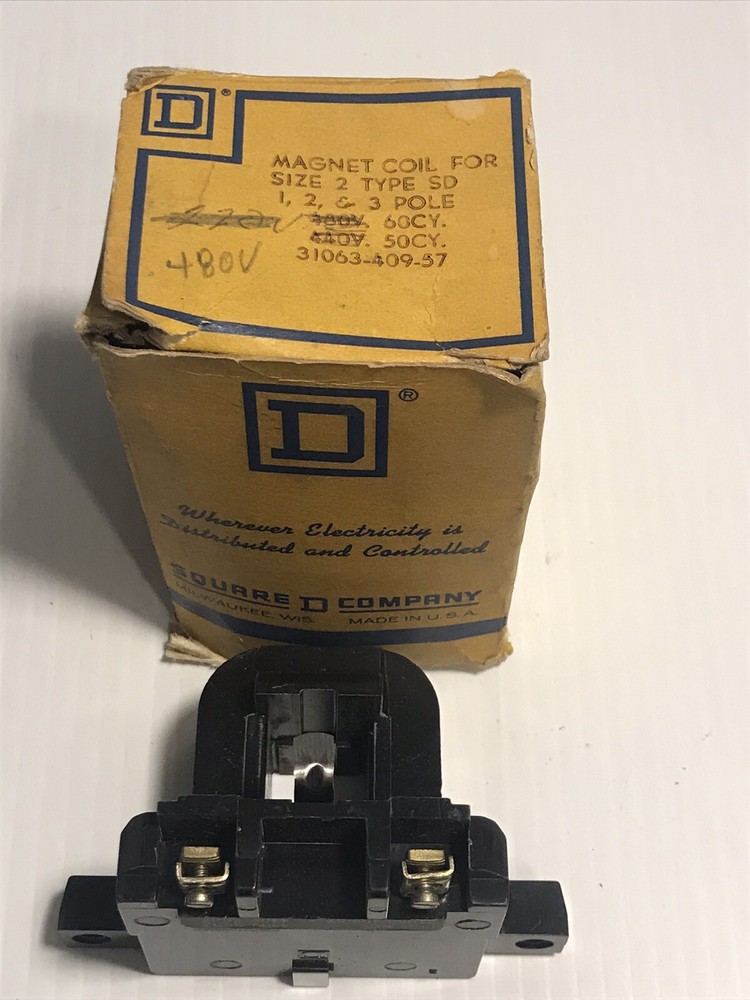 D ®
MAGNET COIL FOR
SIZE 2 TYPE SD
1, 2, & 3 POLE
480V. 60CY.
440V. 50CY.
31063-409-57
480V
D ®
Wherever Electricity is
Distributed and Controlled
SQUARE D COMPANY
MILWAUKEE, WIS. MADE IN U.S.A.